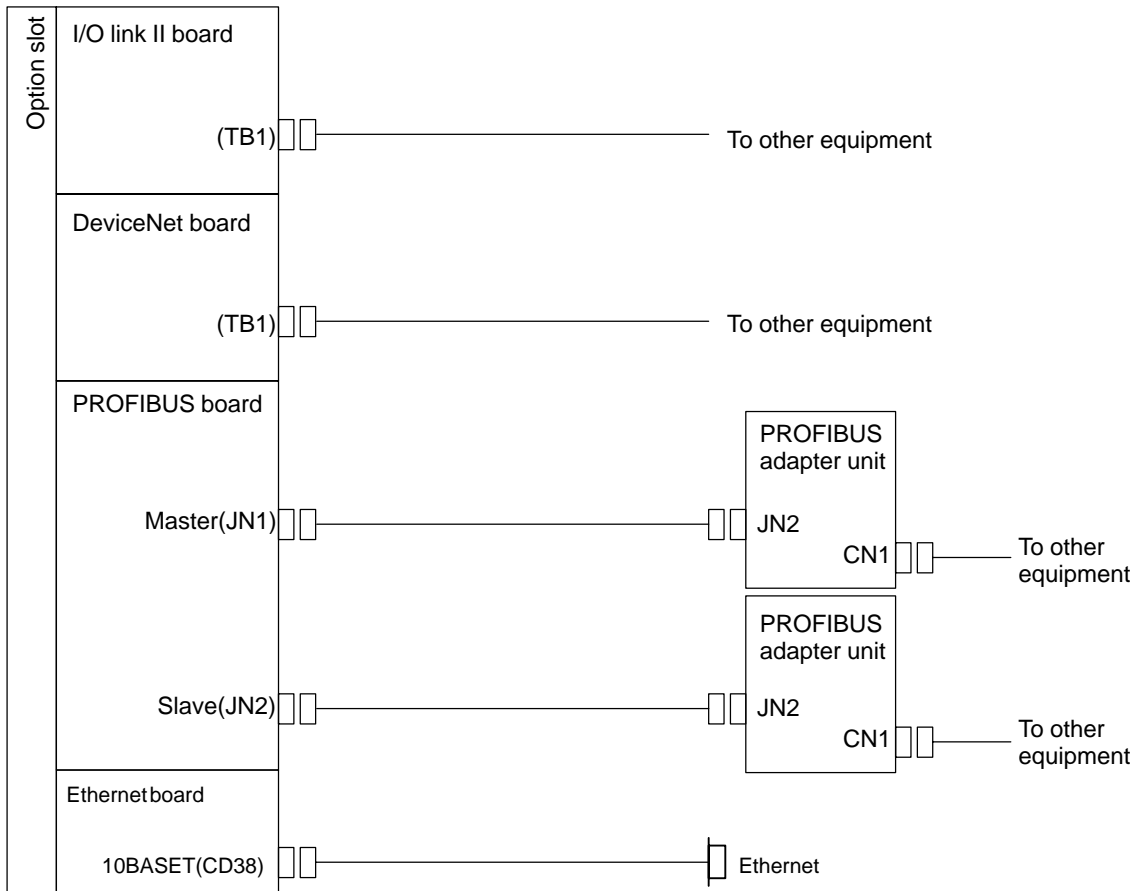 Option slot
I/O link II board
(TB1)
To other equipment
DeviceNet board
(TB1)
To other equipment
PROFIBUS board
Master(JN1)
PROFIBUS
adapter unit
JN2
CN1
To other
equipment
Slave(JN2)
PROFIBUS
adapter unit
JN2
CN1
To other
equipment
Ethernet board
10BASET(CD38)
Ethernet